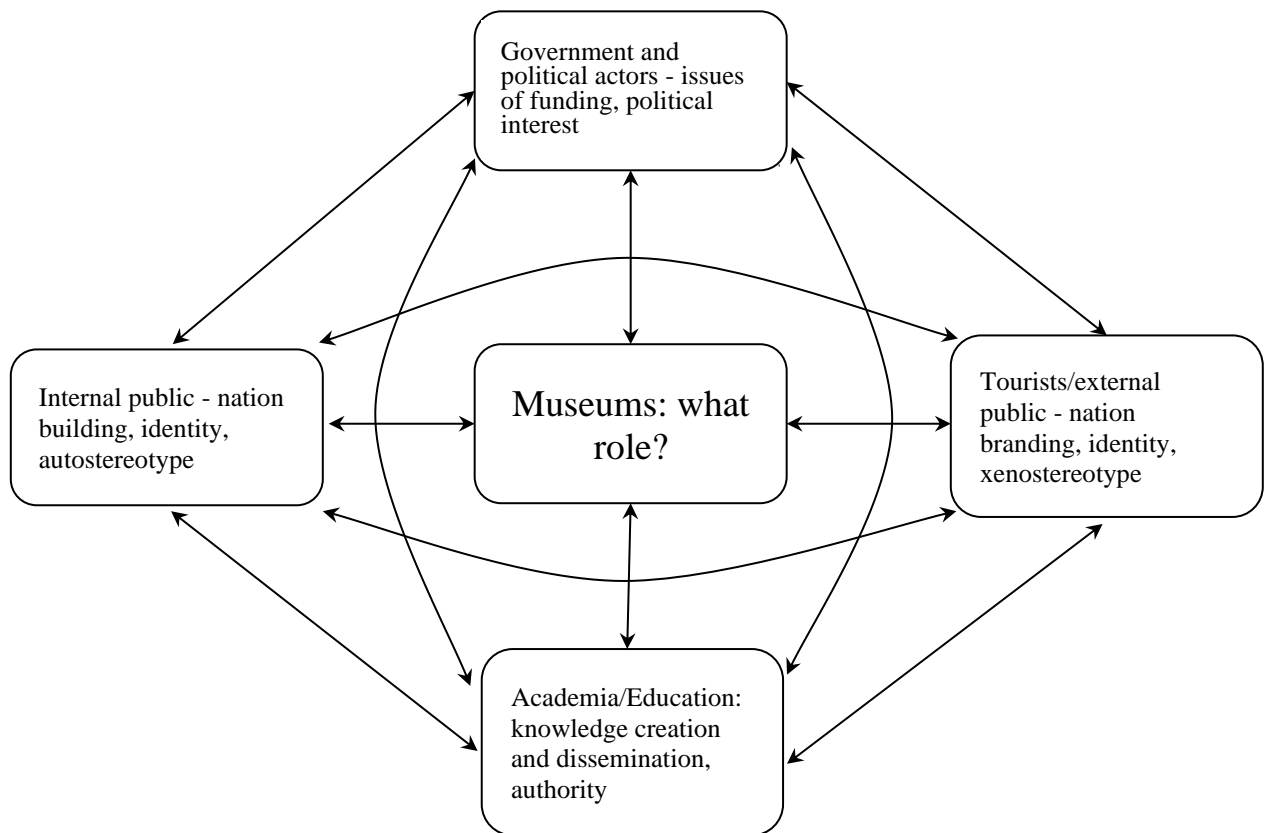 Government and
political actors - issues
of funding, political
interest
Internal public - nation
building, identity,
autostereotype
Museums: what
role?
Tourists/external
public - nation
branding, identity,
xenostereotype
Academia/Education:
knowledge creation
and dissemination,
authority